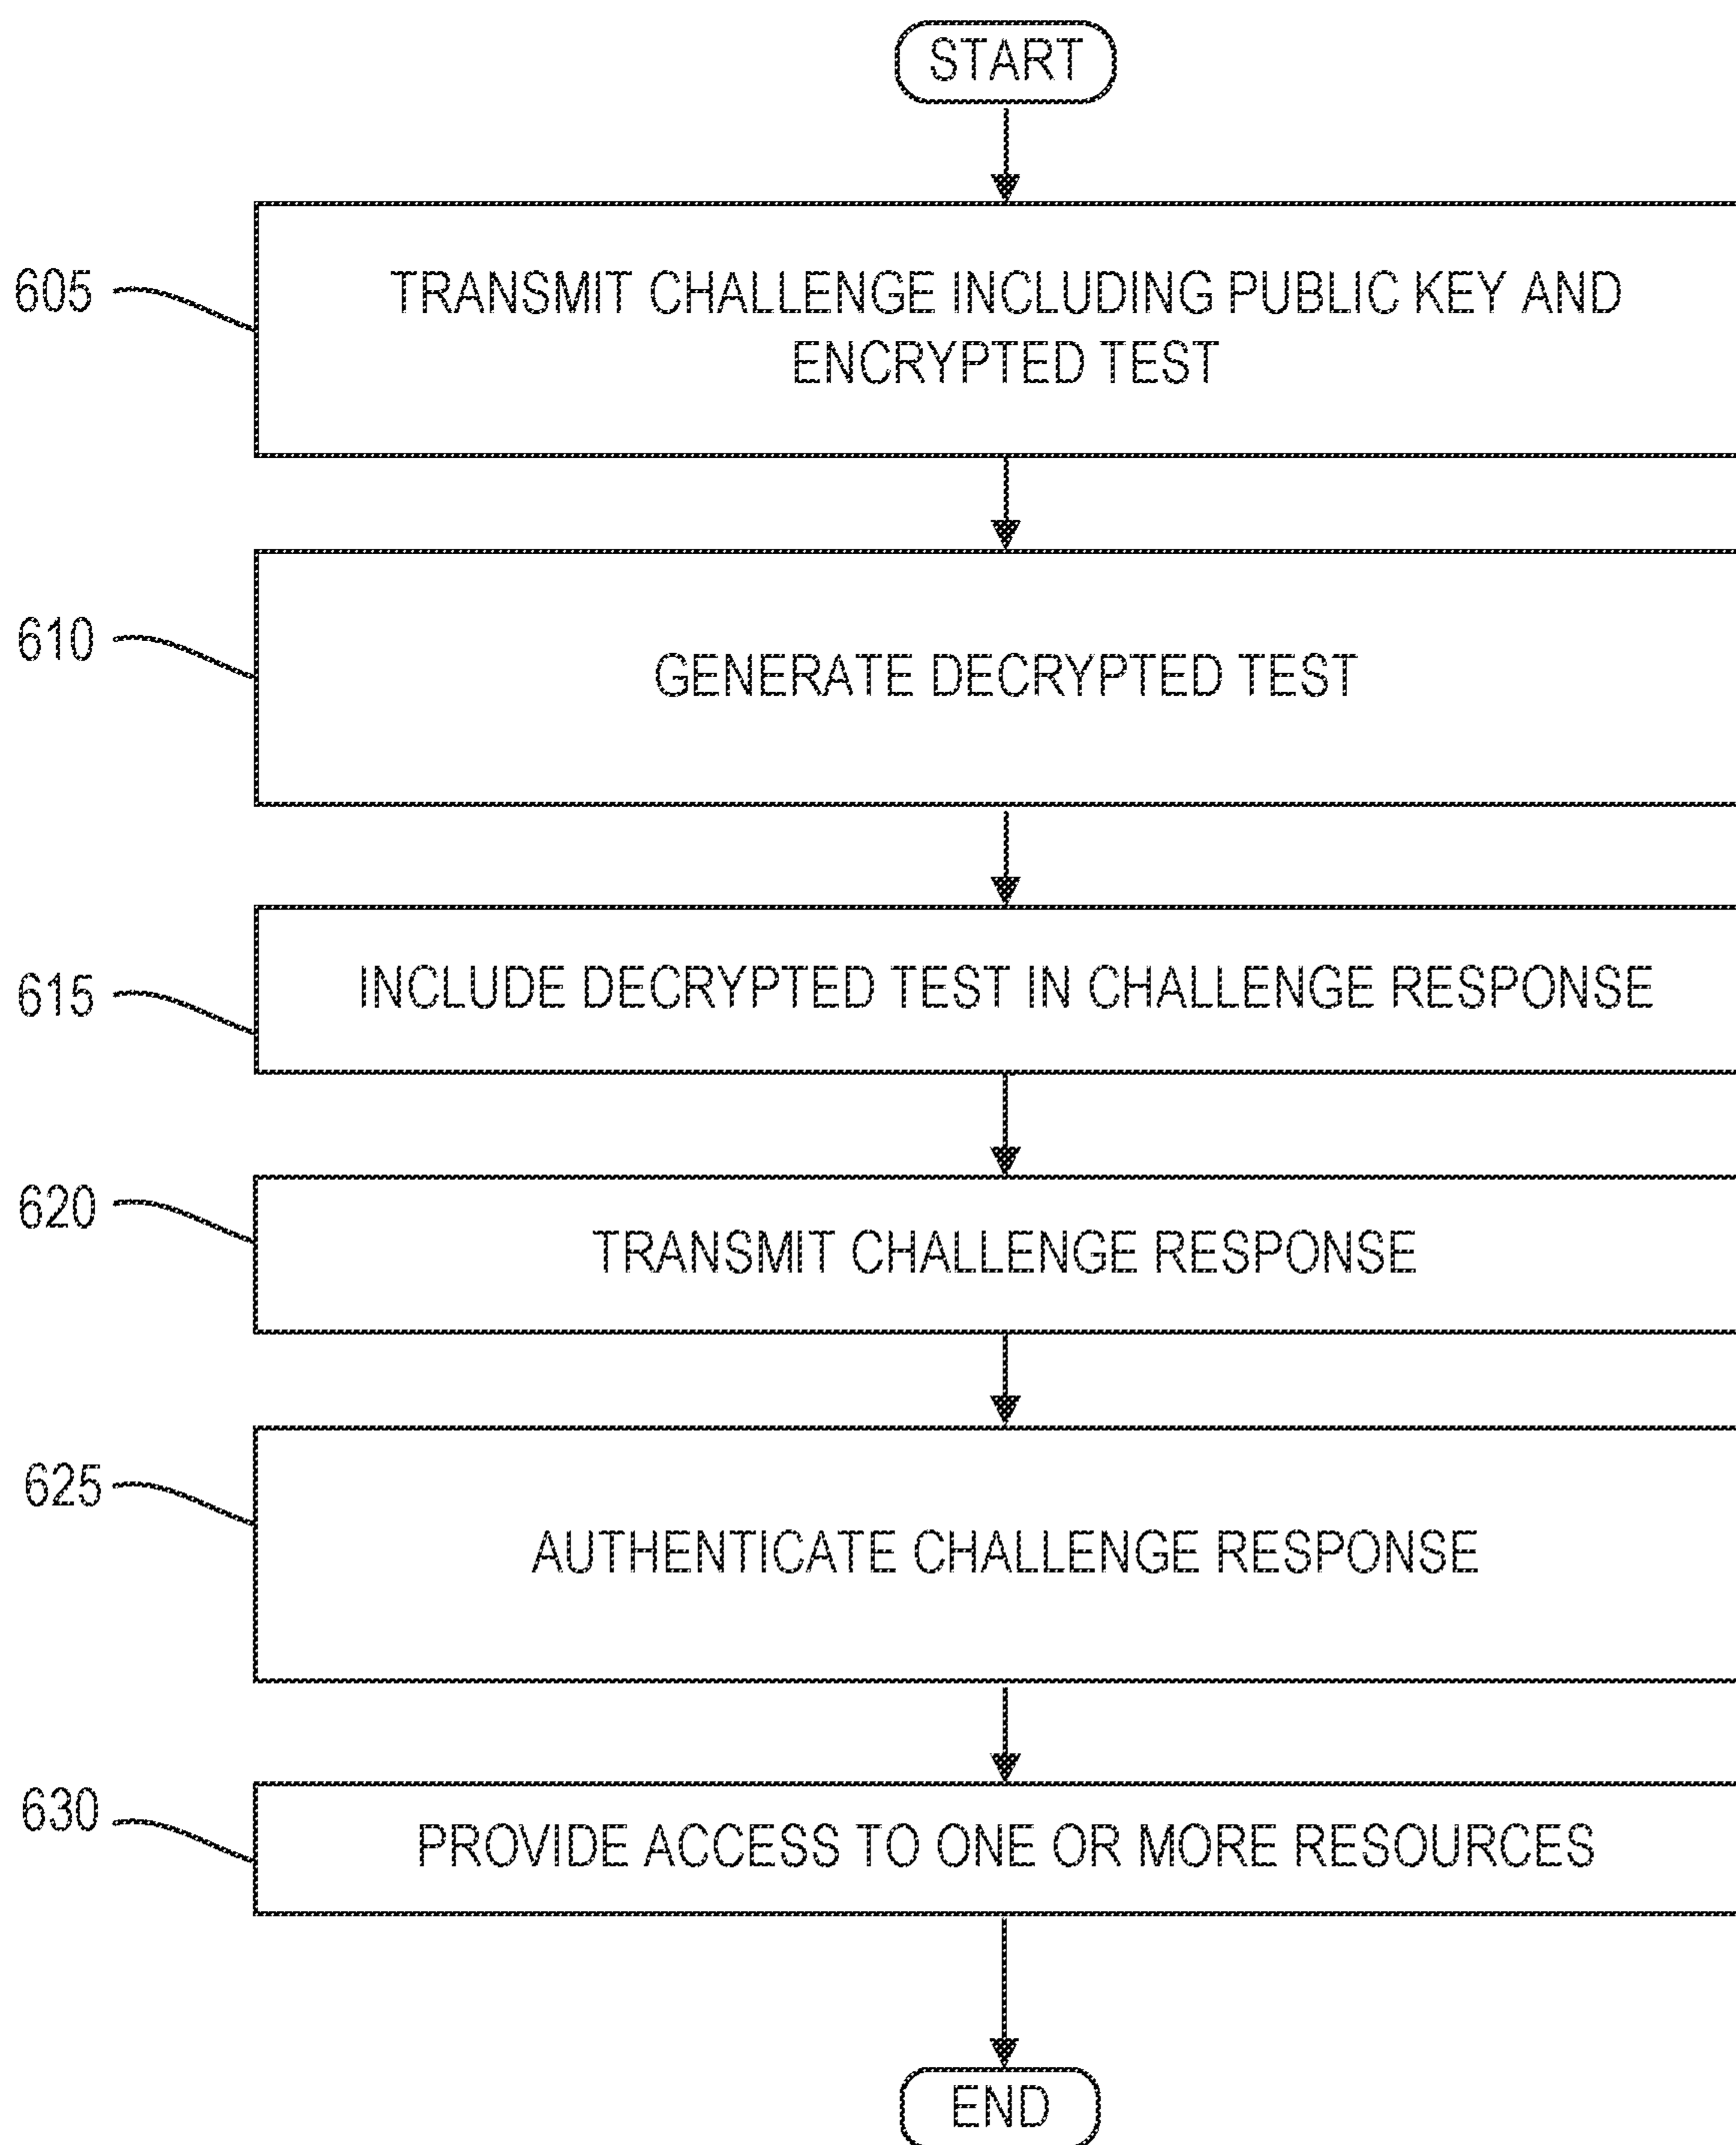 START
605
TRANSMIT CHALLENGE INCLUDING PUBLIC KEY AND
ENCRYPTED TEST
610
GENERATE DECRYPTED TEST
615
INCLUDE DECRYPTED TEST IN CHALLENGE RESPONSE
620
TRANSMIT CHALLENGE RESPONSE
625
AUTHENTICATE CHALLENGE RESPONSE
630
PROVIDE ACCESS TO ONE OR MORE RESOURCES
END